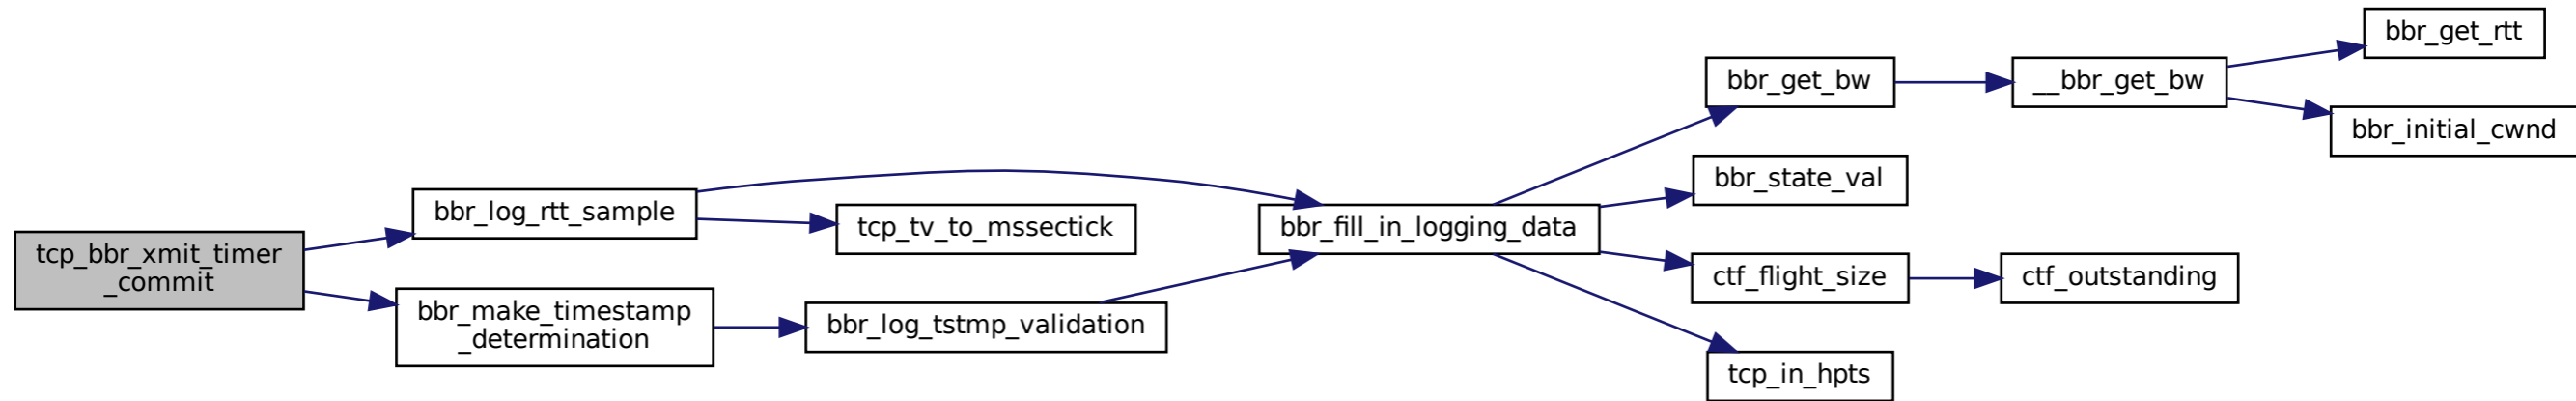 tcp_bbr_xmit_timer
_commit
bbr_log_rtt_sample
bbr_make_timestamp
_determination
tcp_tv_to_mssectick
bbr_log_tstmp_validation
bbr_fill_in_logging_data
bbr_get_bw
bbr_state_val
ctf_flight_size
tcp_in_hpts
__bbr_get_bw
ctf_outstanding
bbr_get_rtt
bbr_initial_cwnd